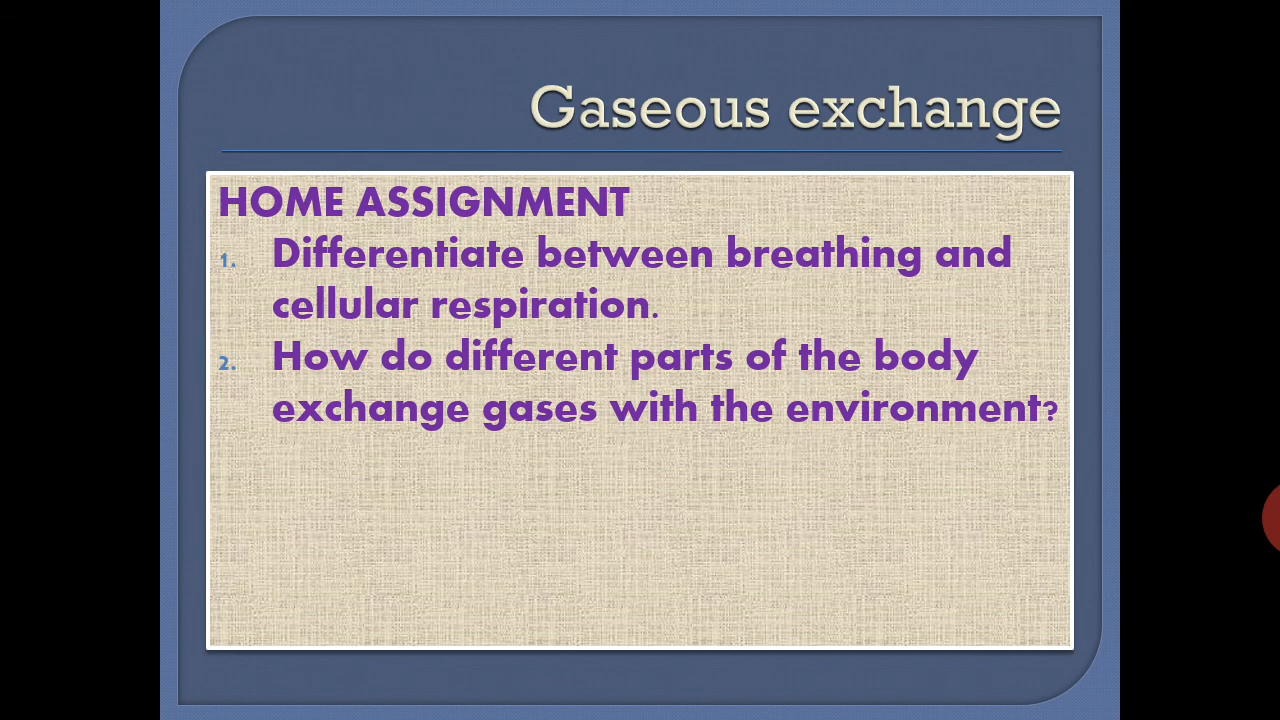 Gaseous exchange
HOME ASSIGNMENT
1. Differentiate between breathing and
cellular respiration.
2. How do different parts of the body
exchange gases with the environment?